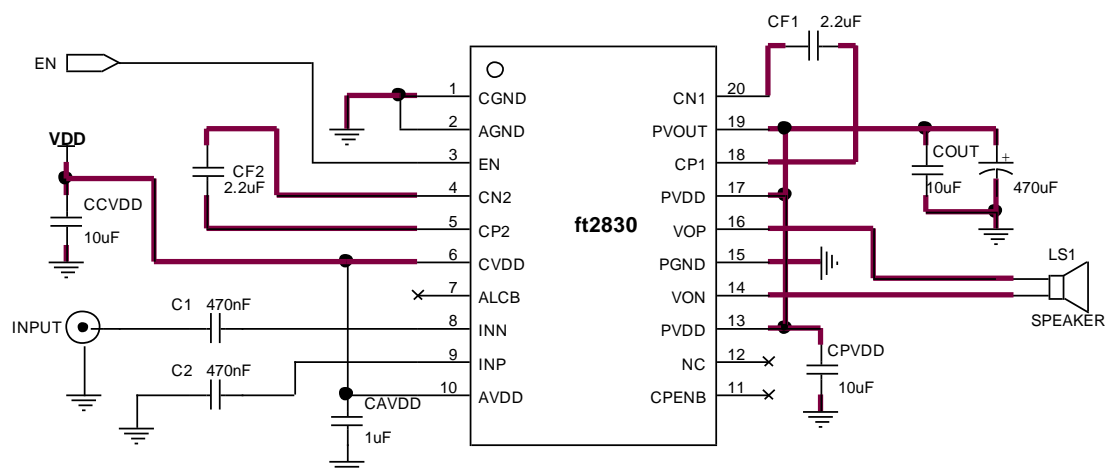 CF1 2.2uF
EN
1 CGND
2 AGND
3 EN
4 CN2
5 CP2
6 CVDD
7 ALCB
8 INN
9 INP
10 AVDD
ft2830
CN1 20
PVOUT 19
CP1 18
PVDD 17
VOP 16
PGND 15
VON 14
PVDD 13
NC 12
CPENB 11
VDD
CF2
2.2uF
CCVDD
10uF
INPUT
C1 470nF
C2 470nF
CAVDD
1uF
COUT
10uF
+
470uF
LS1
SPEAKER
CPVDD
10uF